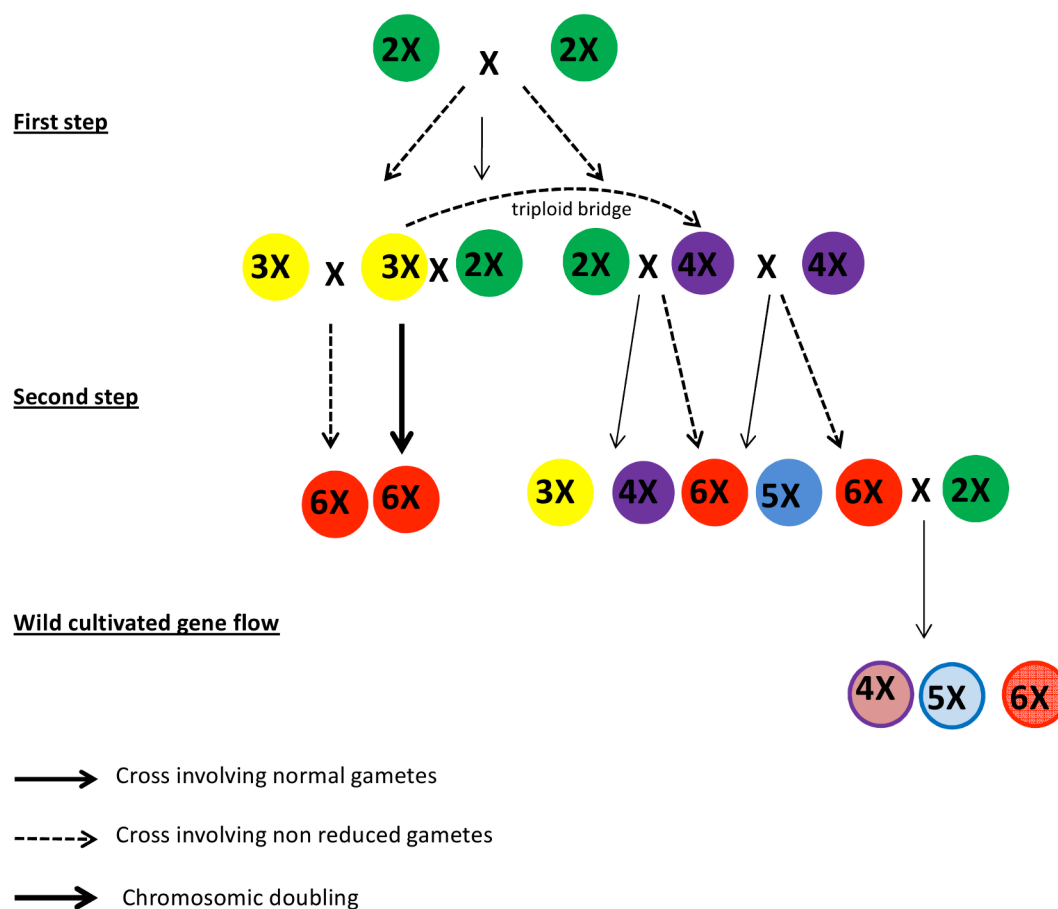 2X X 2X
First step
triploid bridge
3X X 3X X 2X 2X X 4X X 4X
Second step
6X 6X 3X 4X 6X 5X 6X X 2X
Wild cultivated gene flow
4X 5X 6X
Cross involving normal gametes
Cross involving non reduced gametes
Chromosomic doubling